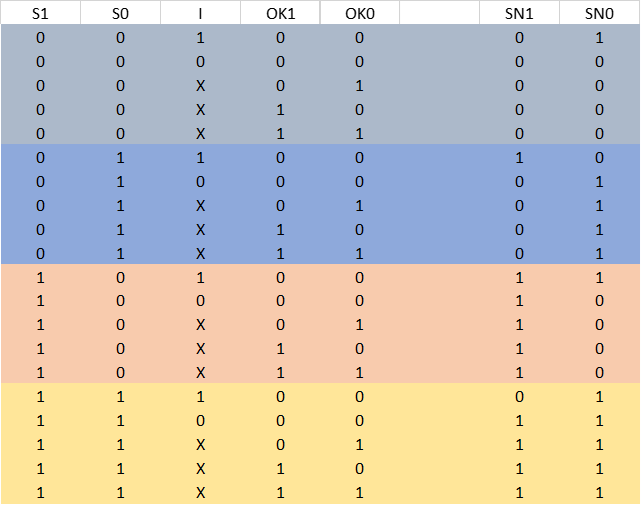 S1 S0 I OK1 OK0 SN1 SN0
0 0 1 0 0 0 1
0 0 0 0 0 0 0
0 0 X 0 1 0 0
0 0 X 1 0 0 0
0 0 X 1 1 0 0
0 1 1 0 0 1 0
0 1 0 0 0 0 1
0 1 X 0 1 0 1
0 1 X 1 0 0 1
0 1 X 1 1 0 1
1 0 1 0 0 1 1
1 0 0 0 0 1 0
1 0 X 0 1 1 0
1 0 X 1 0 1 0
1 0 X 1 1 1 0
1 1 1 0 0 0 1
1 1 0 0 0 1 1
1 1 X 0 1 1 1
1 1 X 1 0 1 1
1 1 X 1 1 1 1